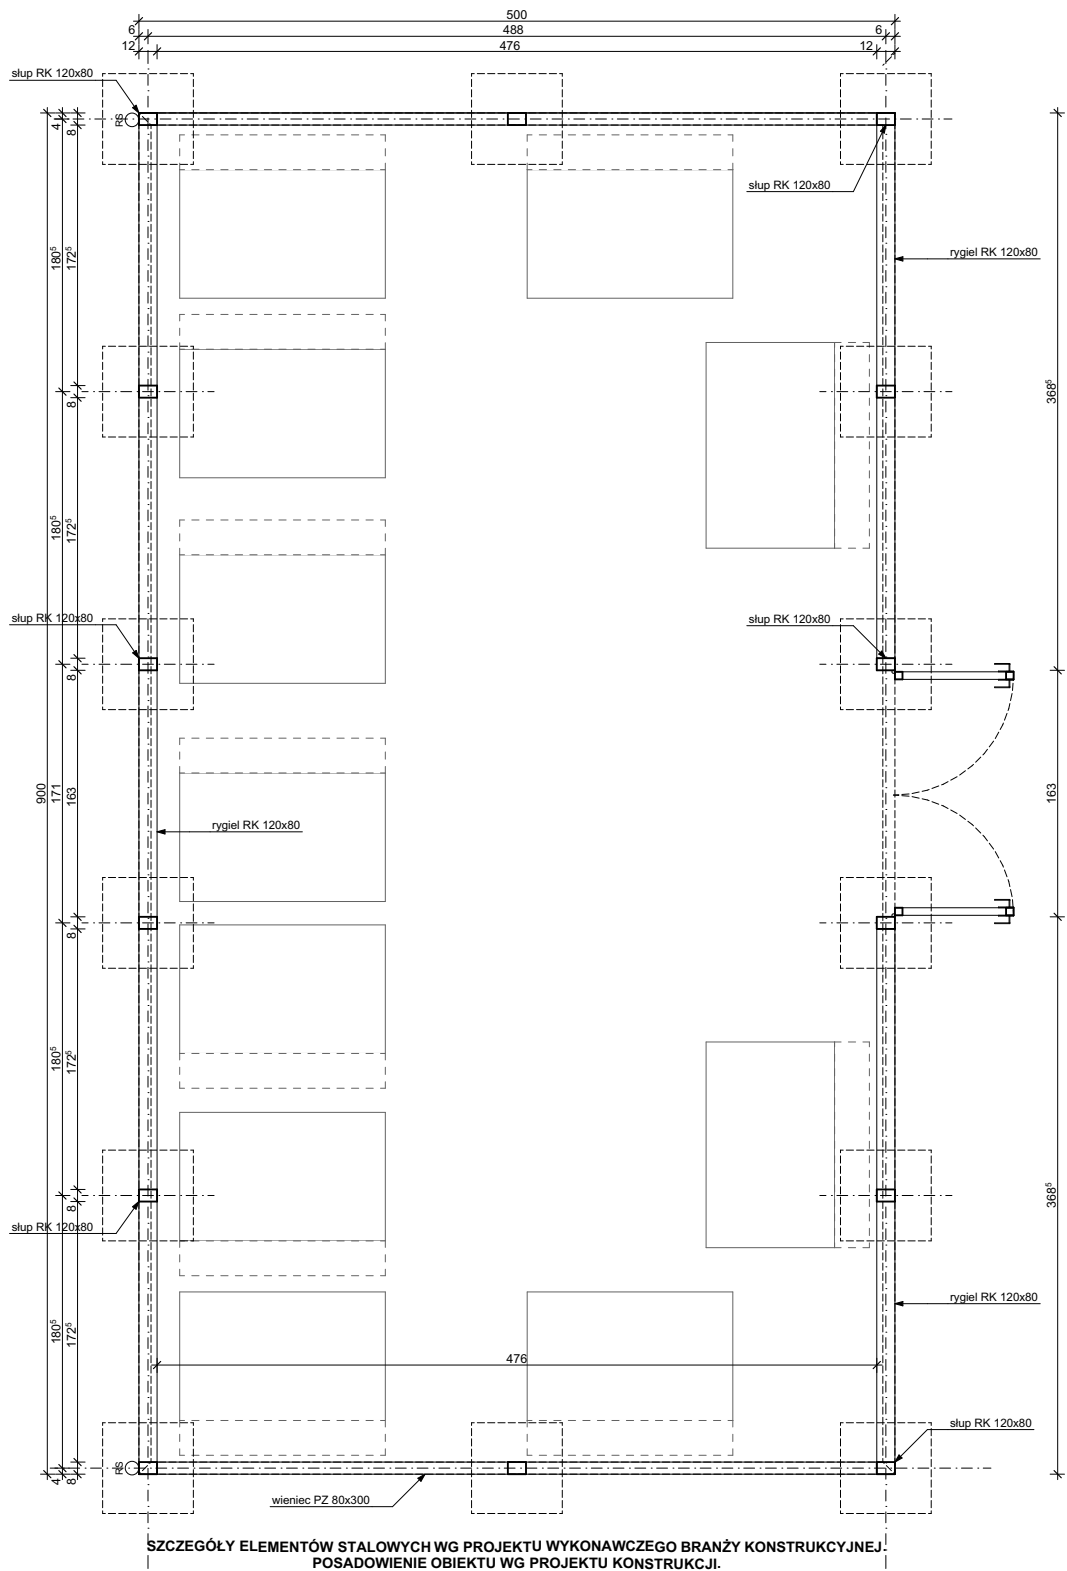 500
6
488
6
12
476
12
słup RK 120x80
RS
4
8
słup RK 120x80
180⁵
172⁵
rygiel RK 120x80
368⁵
8
180⁵
172⁵
słup RK 120x80
słup RK 120x80
8
900
171
163
163
rygiel RK 120x80
8
180⁵
172⁵
słup RK 120x80
8
368⁵
rygiel RK 120x80
180⁵
172⁵
476
słup RK 120x80
RS
4
8
wieniec PZ 80x300
SZCZEGÓŁY ELEMENTÓW STALOWYCH WG PROJEKTU WYKONAWCZEGO BRANŻY KONSTRUKCYJNEJ.
POSADOWIENIE OBIEKTU WG PROJEKTU KONSTRUKCJI.